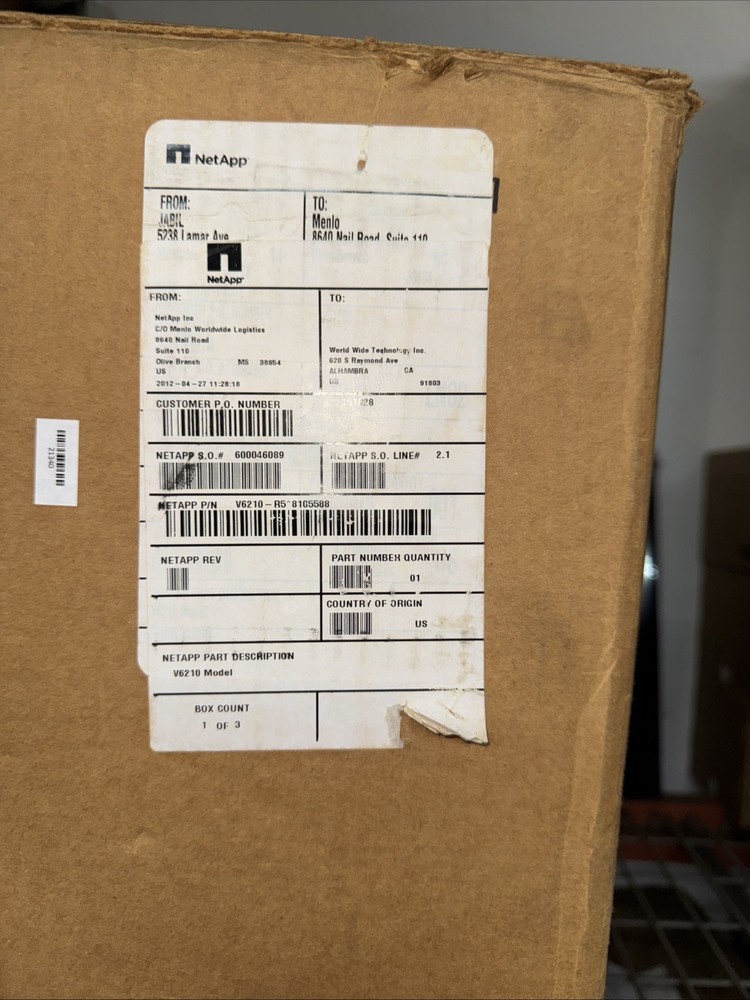 NetApp
FROM:
JABIL
5238 Lamar Ave
TO:
Menlo
8640 Nail Road, Suite 110
NetApp
FROM:
NetApp Inc
C/O Menlo Worldwide Logistics
8640 Nail Road
Suite 110
Olive Branch MS 38654
US
2012-04-27 11:28:18
TO:
World Wide Technology Inc.
620 S Raymond Ave
ALHAMBRA CA
US 91803
CUSTOMER P.O. NUMBER
NETAPP S.O.# 600046089
NETAPP S.O. LINE# 2.1
NETAPP P/N
NETAPP REV
PART NUMBER QUANTITY
01
COUNTRY OF ORIGIN
US
NETAPP PART DESCRIPTION
V6210 Model
BOX COUNT
1 OF 3
21340